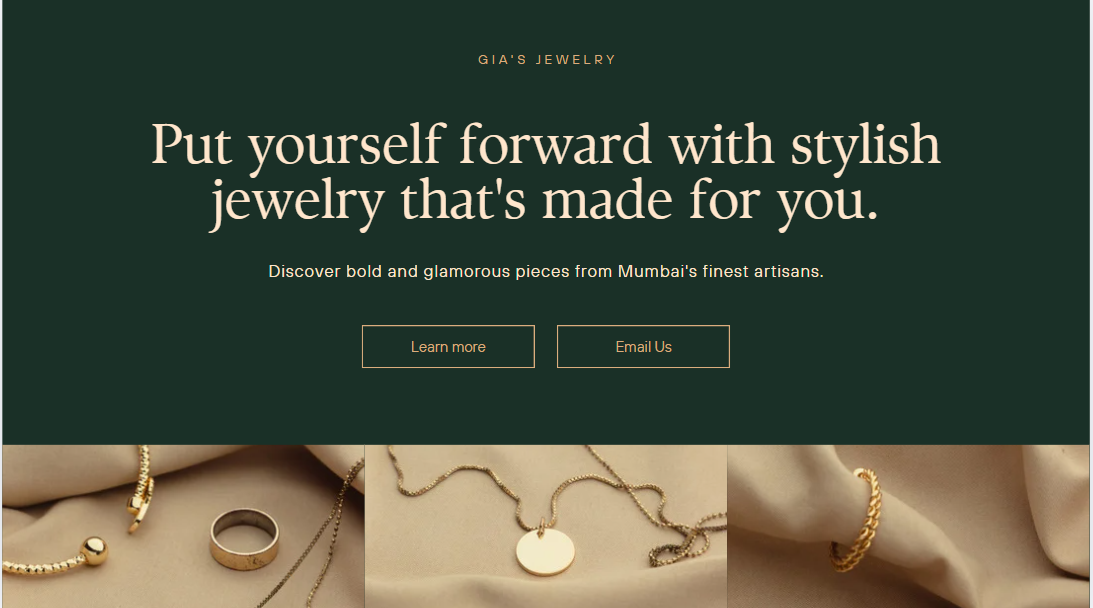 GIA'S JEWELRY
Put yourself forward with stylish
jewelry that's made for you.
Discover bold and glamorous pieces from Mumbai's finest artisans.
Learn more
Email Us